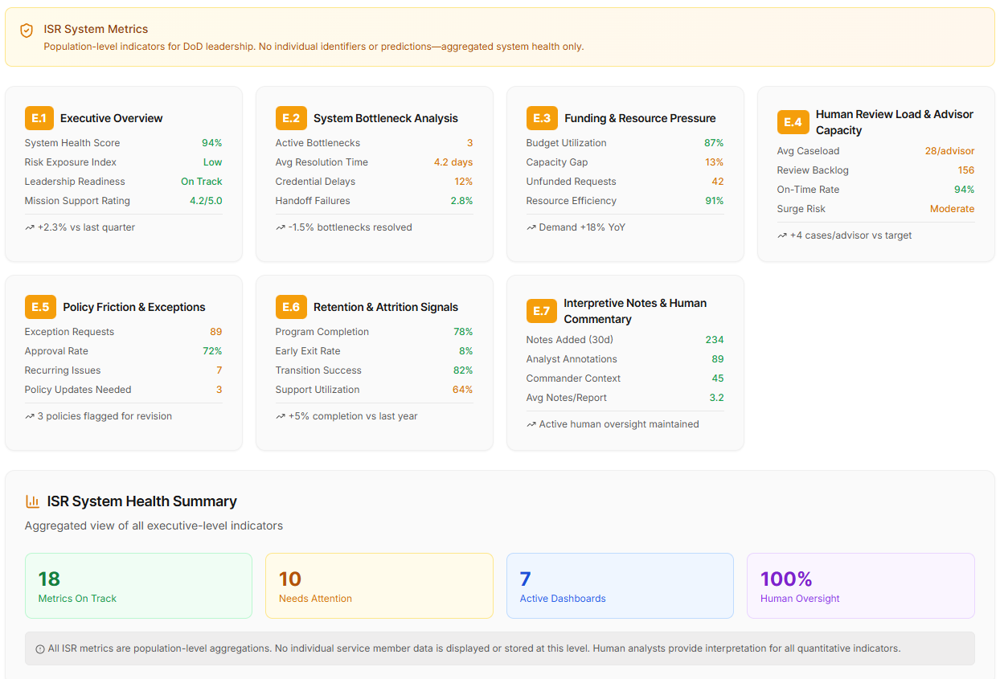 ISR System Metrics
Population-level indicators for DoD leadership. No individual identifiers or predictions—aggregated system health only.
E.1 Executive Overview
System Health Score 94%
Risk Exposure Index Low
Leadership Readiness On Track
Mission Support Rating 4.2/5.0
+2.3% vs last quarter
E.2 System Bottleneck Analysis
Active Bottlenecks 3
Avg Resolution Time 4.2 days
Credential Delays 12%
Handoff Failures 2.8%
-1.5% bottlenecks resolved
E.3 Funding & Resource Pressure
Budget Utilization 87%
Capacity Gap 13%
Unfunded Requests 42
Resource Efficiency 91%
Demand +18% YoY
E.4 Human Review Load & Advisor
Capacity
Avg Caseload 28/advisor
Review Backlog 156
On-Time Rate 94%
Surge Risk Moderate
+4 cases/advisor vs target
E.5 Policy Friction & Exceptions
Exception Requests 89
Approval Rate 72%
Recurring Issues 7
Policy Updates Needed 3
3 policies flagged for revision
E.6 Retention & Attrition Signals
Program Completion 78%
Early Exit Rate 8%
Transition Success 82%
Support Utilization 64%
+5% completion vs last year
E.7 Interpretive Notes & Human
Commentary
Notes Added (30d) 234
Analyst Annotations 89
Commander Context 45
Avg Notes/Report 3.2
Active human oversight maintained
ISR System Health Summary
Aggregated view of all executive-level indicators
18
Metrics On Track
10
Needs Attention
7
Active Dashboards
100%
Human Oversight
All ISR metrics are population-level aggregations. No individual service member data is displayed or stored at this level. Human analysts provide interpretation for all quantitative indicators.